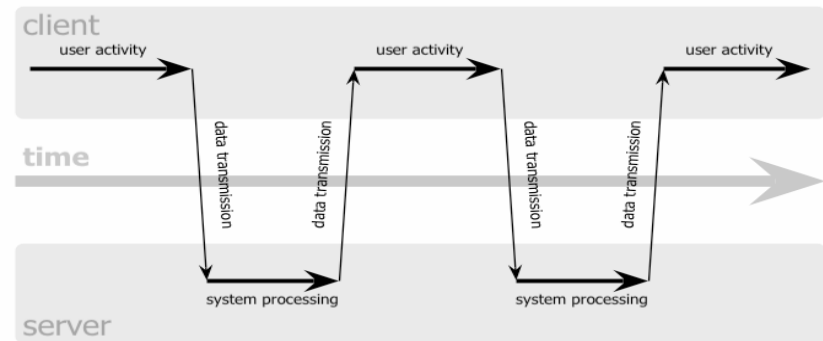 client
user activity
user activity
user activity
data transmission
data transmission
data transmission
data transmission
time
system processing
system processing
server